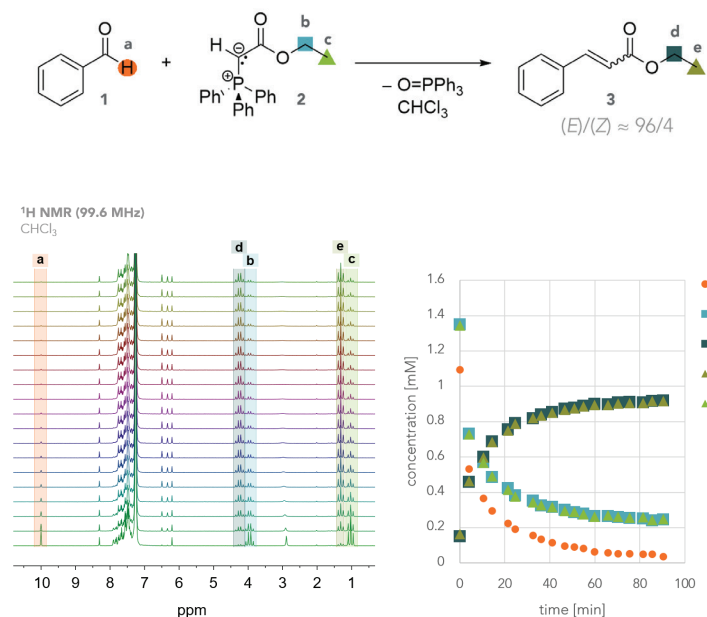 a
H
1
+
H
⊖
O
O
b
c
⊕
P
Ph
Ph
Ph
2
– O=PPh₃
CHCl₃
O
O
d
e
3
(E)/(Z) ≈ 96/4
¹H NMR (99.6 MHz)
CHCl₃
a
d
b
e
c
10 9 8 7 6 5 4 3 2 1
ppm
1.6
1.4
1.2
1
0.8
0.6
0.4
0.2
0
concentration [mM]
0 20 40 60 80 100
time [min]